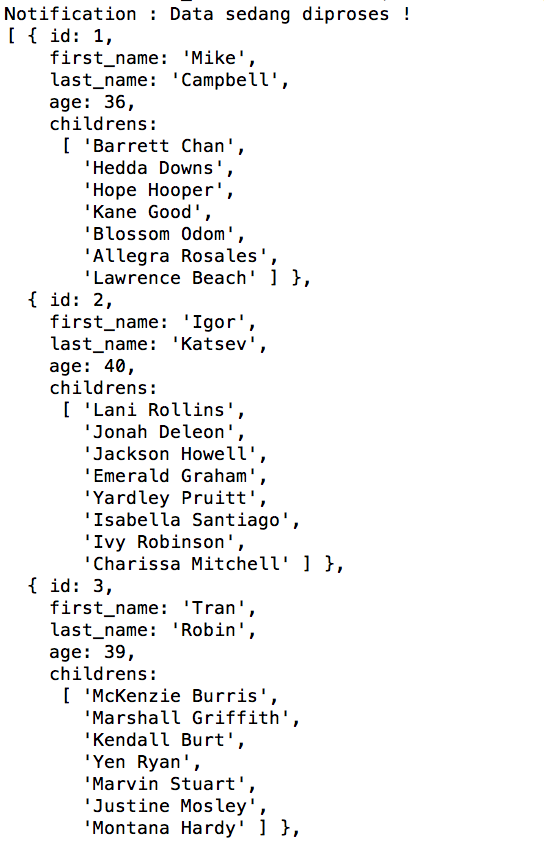 Notification : Data sedang diproses !
[ { id: 1,
    first_name: 'Mike',
    last_name: 'Campbell',
    age: 36,
    childrens:
     [ 'Barrett Chan',
       'Hedda Downs',
       'Hope Hooper',
       'Kane Good',
       'Blossom Odom',
       'Allegra Rosales',
       'Lawrence Beach' ] },
  { id: 2,
    first_name: 'Igor',
    last_name: 'Katsev',
    age: 40,
    childrens:
     [ 'Lani Rollins',
       'Jonah Deleon',
       'Jackson Howell',
       'Emerald Graham',
       'Yardley Pruitt',
       'Isabella Santiago',
       'Ivy Robinson',
       'Charissa Mitchell' ] },
  { id: 3,
    first_name: 'Tran',
    last_name: 'Robin',
    age: 39,
    childrens:
     [ 'McKenzie Burris',
       'Marshall Griffith',
       'Kendall Burt',
       'Yen Ryan',
       'Marvin Stuart',
       'Justine Mosley',
       'Montana Hardy' ] },